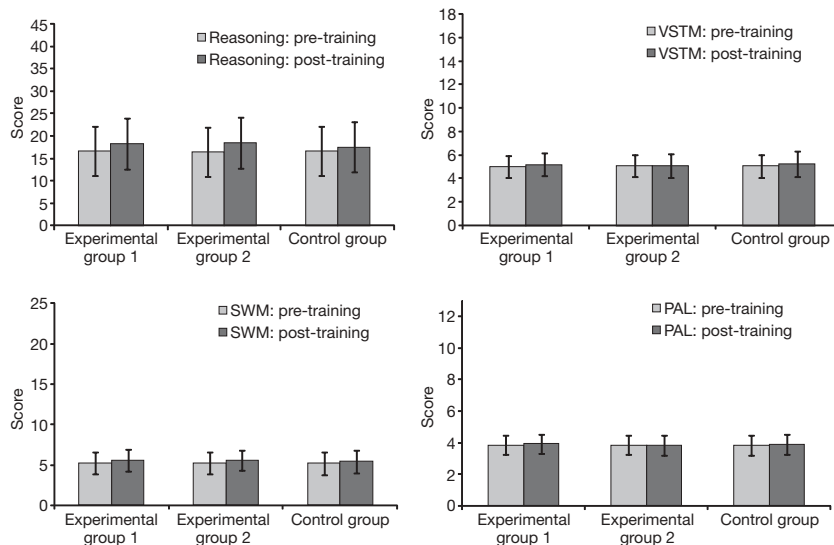 45
40
35
30
25
20
15
10
5
0
Score
Reasoning: pre-training
Reasoning: post-training
Experimental
group 1
Experimental
group 2
Control group
18
16
14
12
10
8
6
4
2
0
Score
VSTM: pre-training
VSTM: post-training
Experimental
group 1
Experimental
group 2
Control group
25
20
15
10
5
0
Score
SWM: pre-training
SWM: post-training
Experimental
group 1
Experimental
group 2
Control group
12
10
8
6
4
2
0
Score
PAL: pre-training
PAL: post-training
Experimental
group 1
Experimental
group 2
Control group